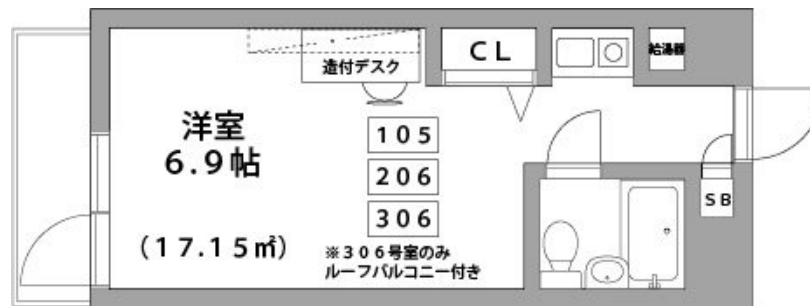 CL
給湯器
造付デスク
洋室
6.9帖
105
206
306
SB
(17.15㎡)
※306号室のみ
ルーフバルコニー付き